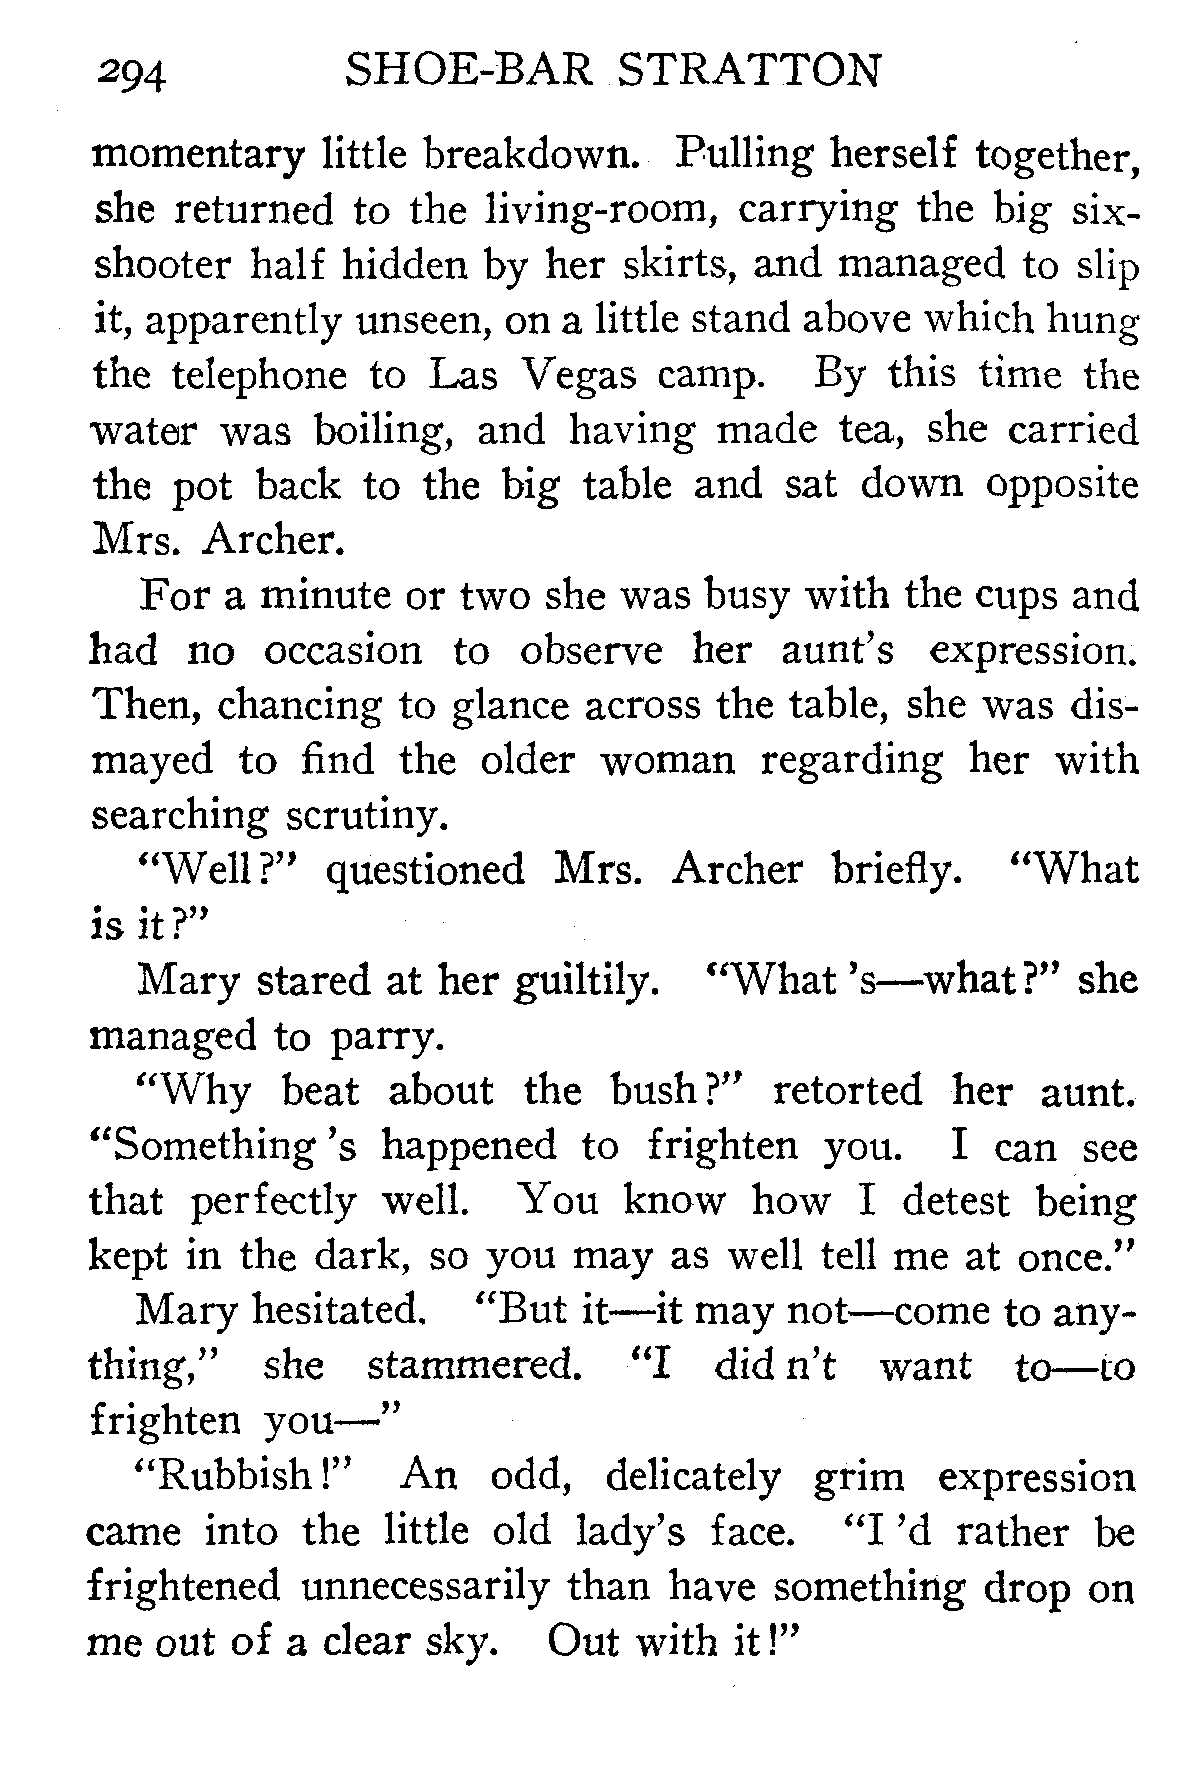 294 SHOE-BAR STRATTON
momentary little breakdown. Pulling herself together,
she returned to the living-room, carrying the big six-
shooter half hidden by her skirts, and managed to slip
it, apparently unseen, on a little stand above which hung
the telephone to Las Vegas camp. By this time the
water was boiling, and having made tea, she carried
the pot back to the big table and sat down opposite
Mrs. Archer.
For a minute or two she was busy with the cups and
had no occasion to observe her aunt's expression.
Then, chancing to glance across the table, she was dis-
mayed to find the older woman regarding her with
searching scrutiny.
“Well?” questioned Mrs. Archer briefly. “What
is it?”
Mary stared at her guiltily. “What 's—what?” she
managed to parry.
“Why beat about the bush?” retorted her aunt.
“Something 's happened to frighten you. I can see
that perfectly well. You know how I detest being
kept in the dark, so you may as well tell me at once.”
Mary hesitated. “But it—it may not—come to any-
thing,” she stammered. “I did n't want to—to
frighten you—”
“Rubbish!” An odd, delicately grim expression
came into the little old lady's face. “I 'd rather be
frightened unnecessarily than have something drop on
me out of a clear sky. Out with it!”